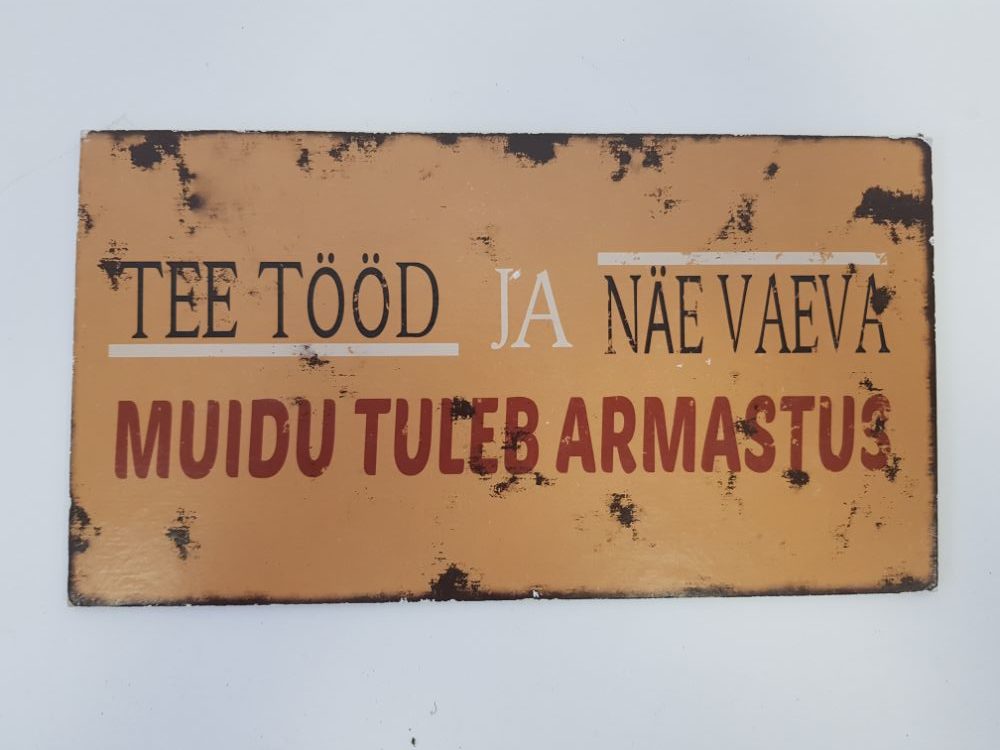 TEE TÖÖD JA NÄE VAEVA
MUIDU TULEB ARMASTUS